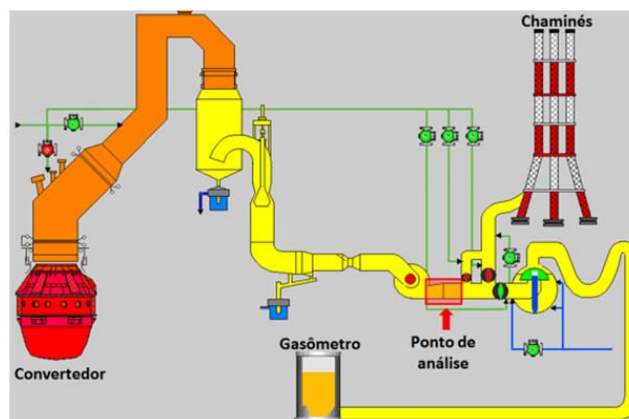 Chaminés
Ponto de
análise
Gasômetro
Convertedor